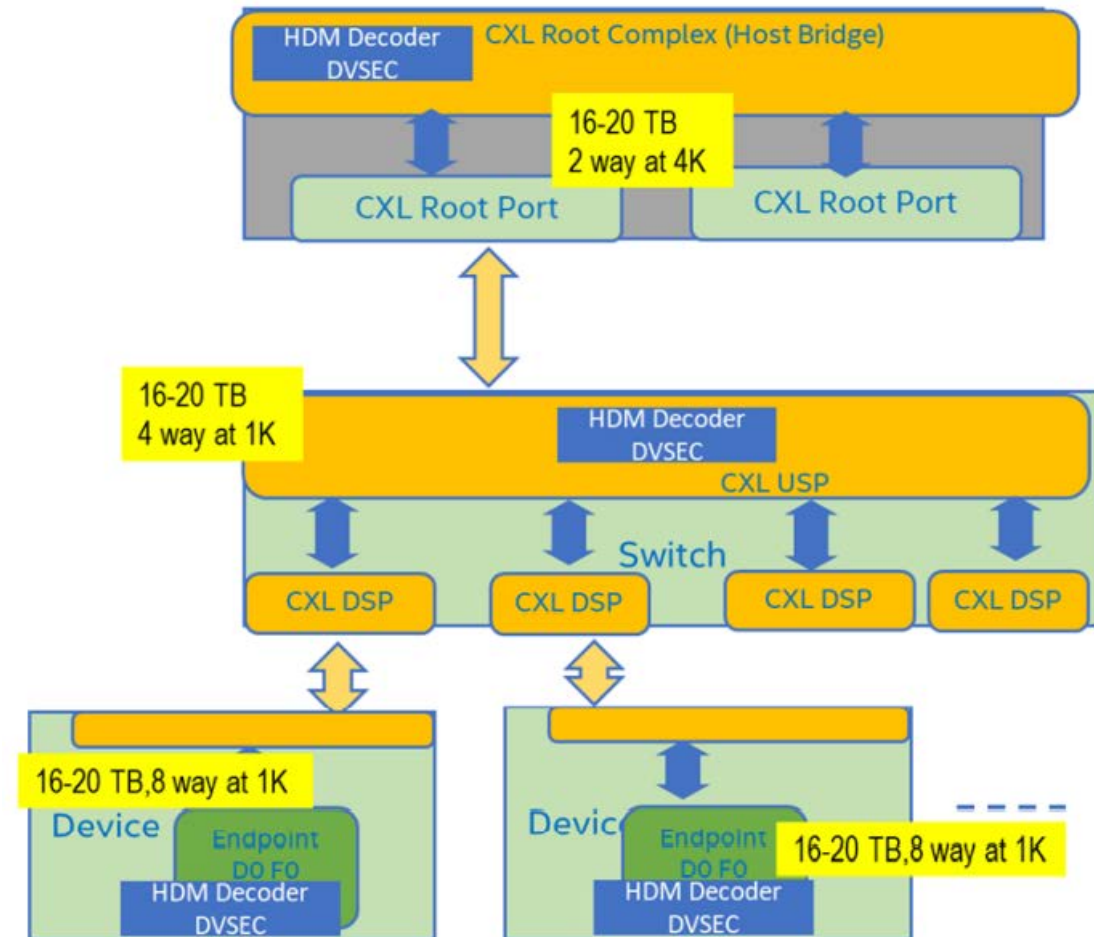 HDM Decoder
DVSEC
CXL Root Complex (Host Bridge)
16-20 TB
2 way at 4K
CXL Root Port
CXL Root Port
16-20 TB
4 way at 1K
HDM Decoder
DVSEC
CXL USP
Switch
CXL DSP
CXL DSP
CXL DSP
CXL DSP
16-20 TB,8 way at 1K
Device
Endpoint
D0 F0
HDM Decoder
DVSEC
Devic
Endpoint
D0 F0
16-20 TB,8 way at 1K
HDM Decoder
DVSEC